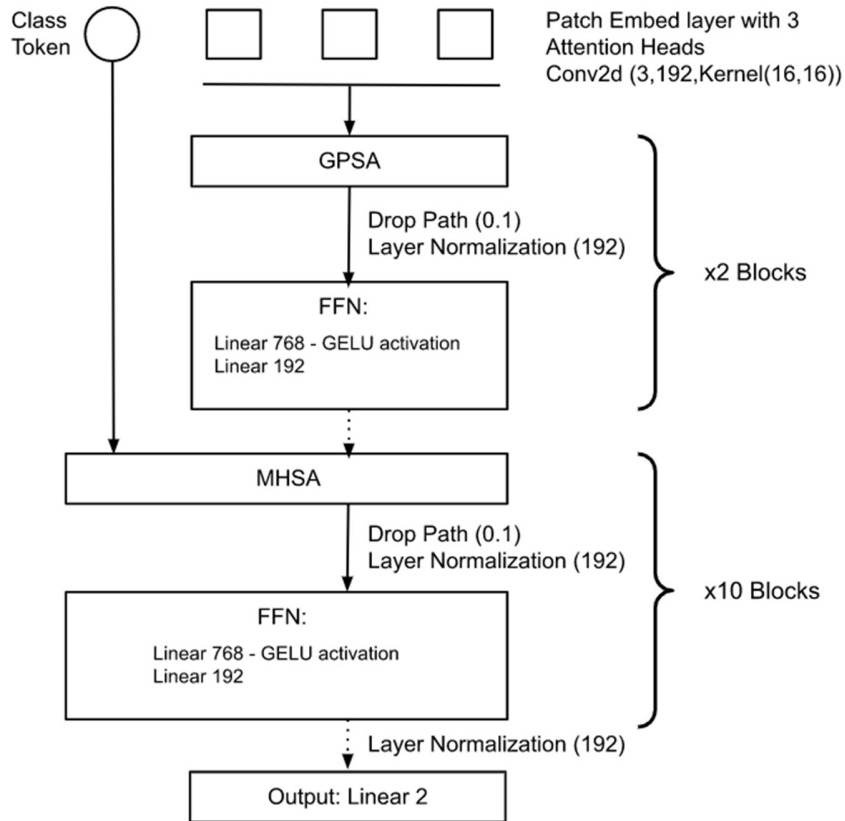 Class
Token
Patch Embed layer with 3
Attention Heads
Conv2d (3,192,Kernel(16,16))
GPSA
Drop Path (0.1)
Layer Normalization (192)
x2 Blocks
FFN:
Linear 768 - GELU activation
Linear 192
MHSA
Drop Path (0.1)
Layer Normalization (192)
x10 Blocks
FFN:
Linear 768 - GELU activation
Linear 192
Layer Normalization (192)
Output: Linear 2